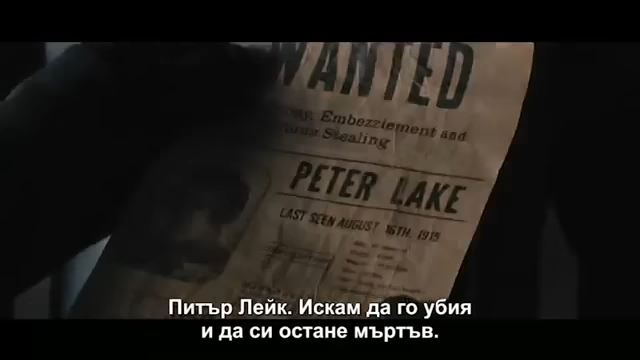 WANTED
Embezzlement and
Stealing
PETER LAKE
LAST SEEN AUGUST 16TH, 1915
Питър Лейк. Искам да го убия
и да си остане мъртъв.